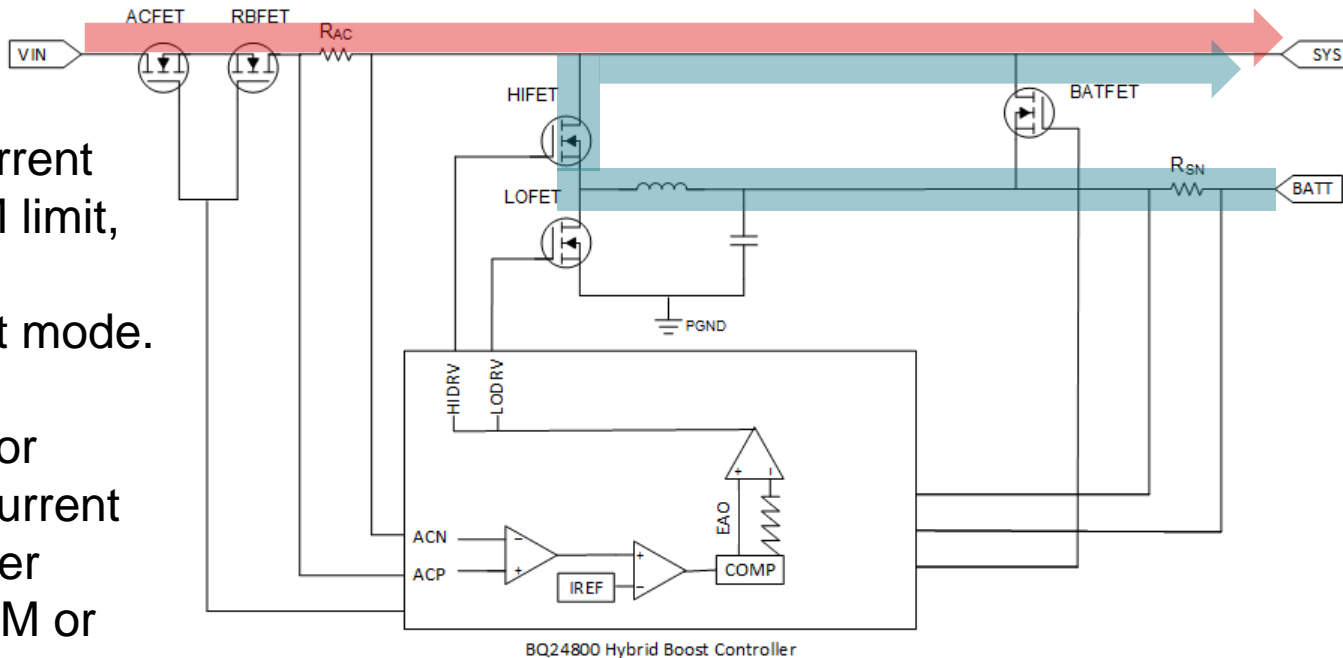 ACFET RBFET
RAC
VIN
SYS
HIFET
BATFET
urrent
RSN
LOFET
BATT
limit,
PGND
t mode.
HIDRV
LODRV
or
urrent
ACN
ACP
er
M or
EAO
+ –
– +
+ –
IREF
COMP
BQ24800 Hybrid Boost Controller